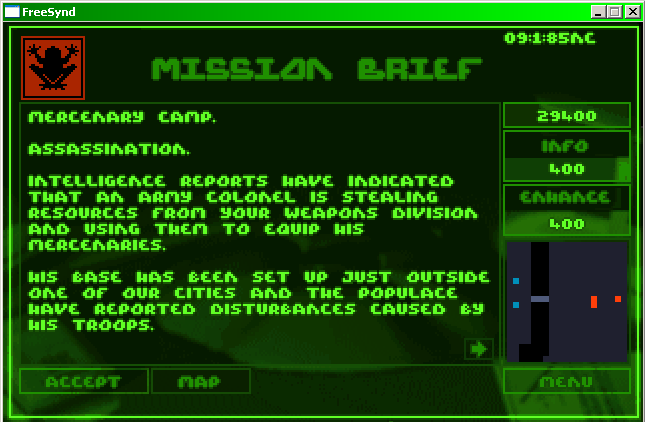 FreeSynd
09:1:85NC
MISSION BRIEF
MERCENARY CAMP.
ASSASSINATION.
INTELLIGENCE REPORTS HAVE INDICATED
THAT AN ARMY COLONEL IS STEALING
RESOURCES FROM YOUR WEAPONS DIVISION
AND USING THEM TO EQUIP HIS
MERCENARIES.
HIS BASE HAS BEEN SET UP JUST OUTSIDE
ONE OF OUR CITIES AND THE POPULACE
HAVE REPORTED DISTURBANCES CAUSED BY
HIS TROOPS.
29400
INFO
400
ENHANCE
400
ACCEPT
MAP
MENU